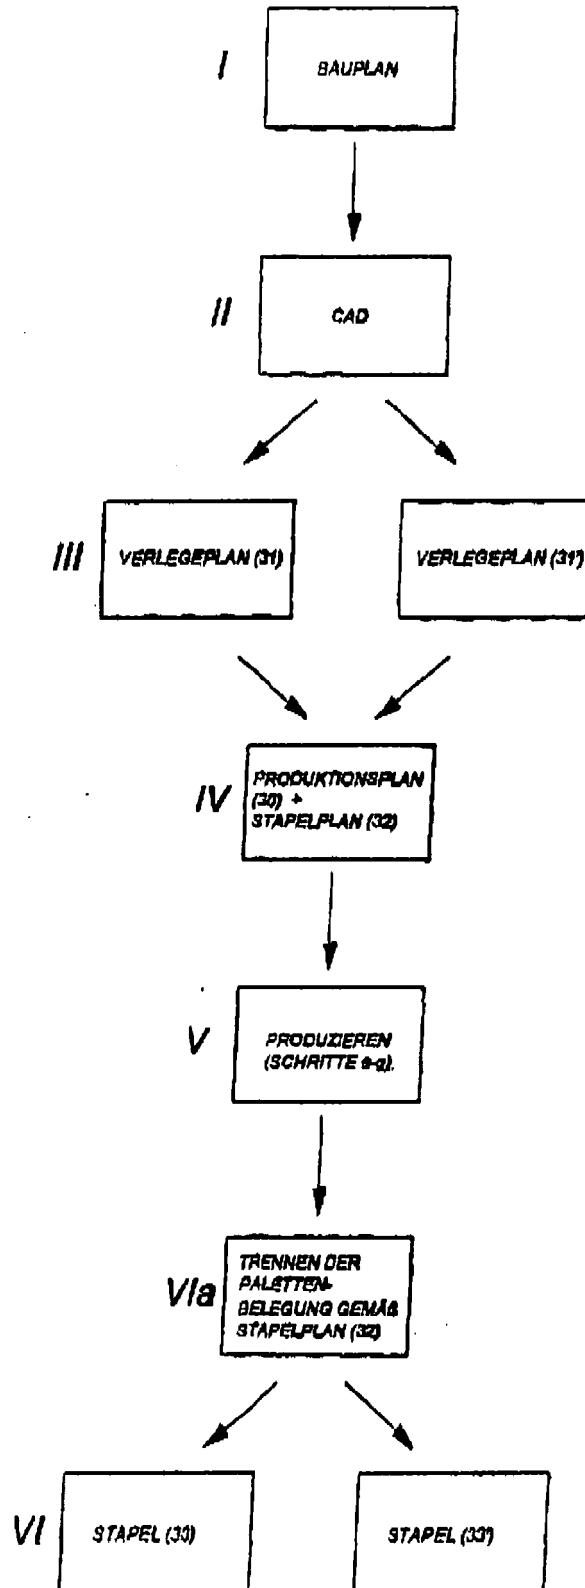 I
BAUPLAN
II
CAD
III
VERLEGEPLAN (31)
VERLEGEPLAN (31')
IV
PRODUKTIONSPLAN
(30) +
STAPELPLAN (32)
V
PRODUZIEREN
(SCHRITTE a-q).
VIa
TRENNEN DER
PALETTEN-
BELEGUNG GEMÄß
STAPELPLAN (32)
VI
STAPEL (33)
STAPEL (33')